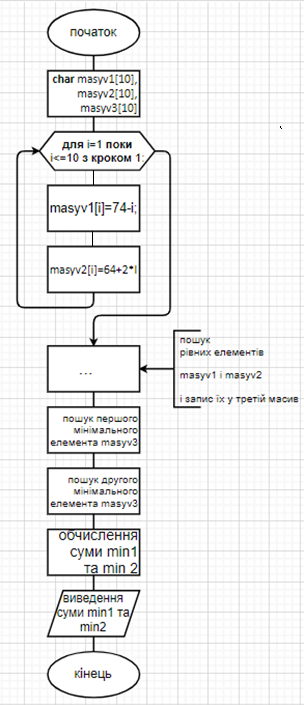 початок
char masyv1[10],
masyv2[10],
masyv3[10]
для i=1 поки
i<=10 з кроком 1;
masyv1[i]=74-i;
masyv2[i]=64+2*I
...
пошук
рівних елементів
masyv1 і masyv2
і запис їх у третій масив
пошук першого
мінімального
елемента masyv3
пошук другого
мінімального
елемента masyv3
обчислення
суми min1
та min 2
виведення
суми min1 та
min2
кінець